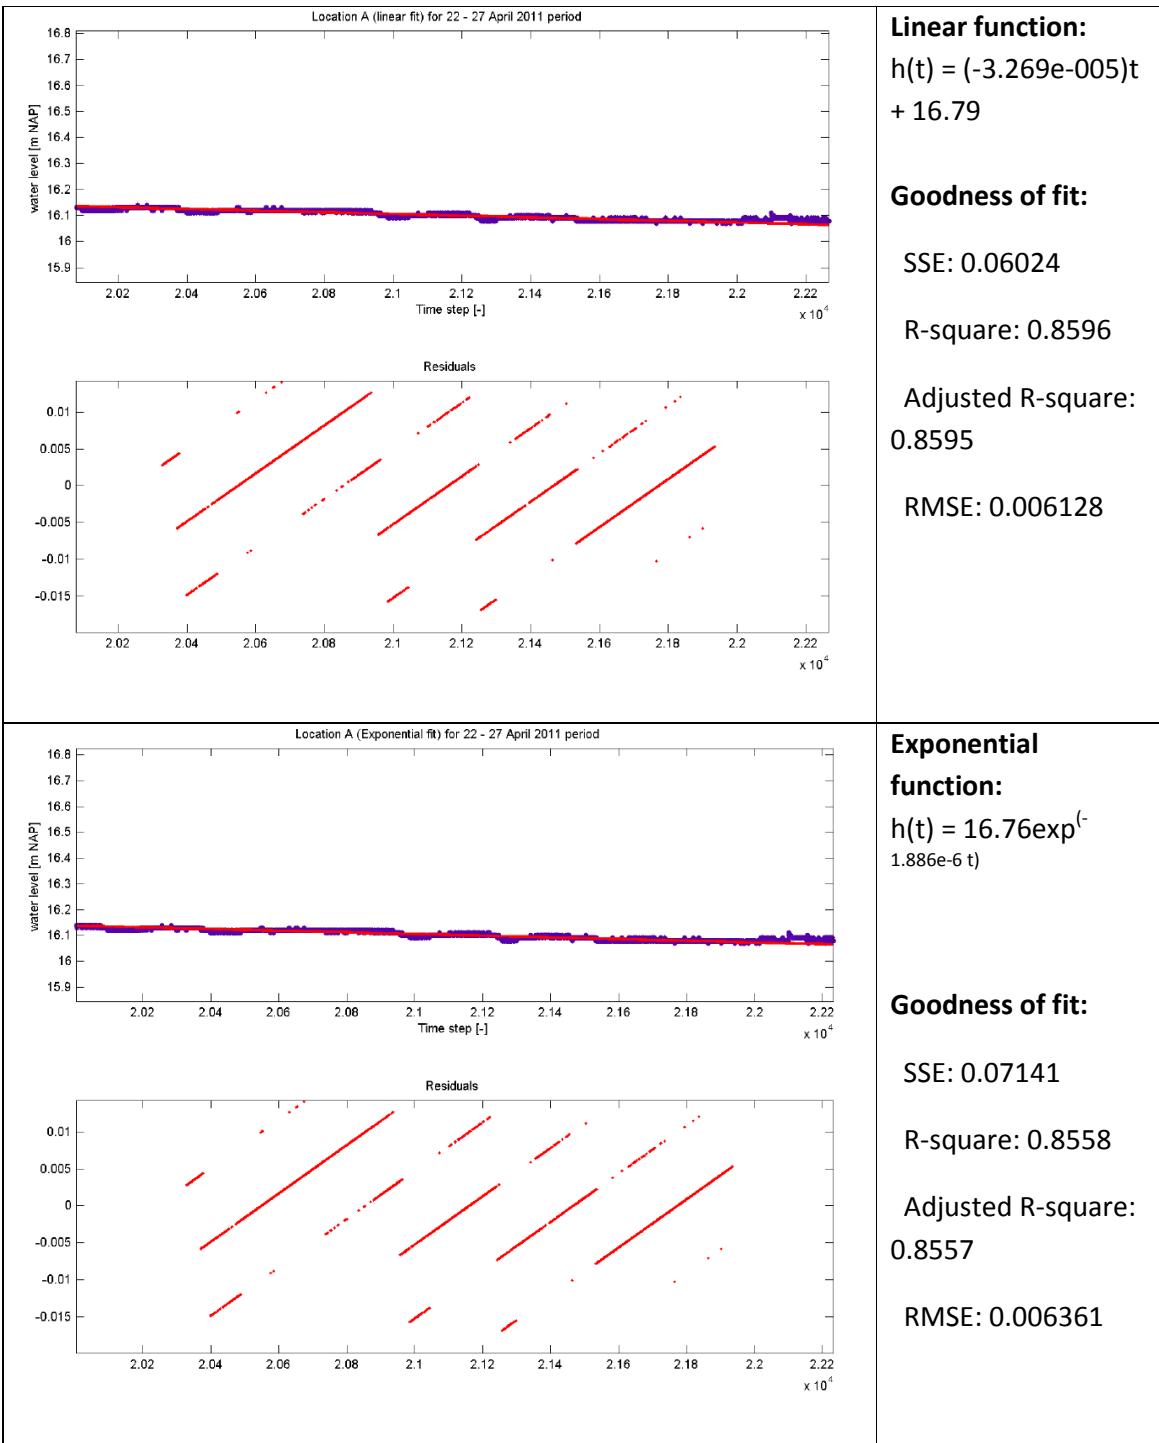 Location A (linear fit) for 22 - 27 April 2011 period
16.8
16.7
16.6
16.5
16.4
16.3
16.2
16.1
16
15.9
water level [m NAP]
2.02 2.04 2.06 2.08 2.1 2.12 2.14 2.16 2.18 2.2 2.22
Time step [-]
x 10^4
Residuals
0.01
0.005
0
-0.005
-0.01
-0.015
2.02 2.04 2.06 2.08 2.1 2.12 2.14 2.16 2.18 2.2 2.22
x 10^4
Linear function:
h(t) = (-3.269e-005)t
+ 16.79
Goodness of fit:
SSE: 0.06024
R-square: 0.8596
Adjusted R-square:
0.8595
RMSE: 0.006128
Location A (Exponential fit) for 22 - 27 April 2011 period
16.8
16.7
16.6
16.5
16.4
16.3
16.2
16.1
16
15.9
water level [m NAP]
2.02 2.04 2.06 2.08 2.1 2.12 2.14 2.16 2.18 2.2 2.22
Time step [-]
x 10^4
Residuals
0.01
0.005
0
-0.005
-0.01
-0.015
2.02 2.04 2.06 2.08 2.1 2.12 2.14 2.16 2.18 2.2 2.22
x 10^4
Exponential
function:
h(t) = 16.76exp^(-
1.886e-6 t)
Goodness of fit:
SSE: 0.07141
R-square: 0.8558
Adjusted R-square:
0.8557
RMSE: 0.006361